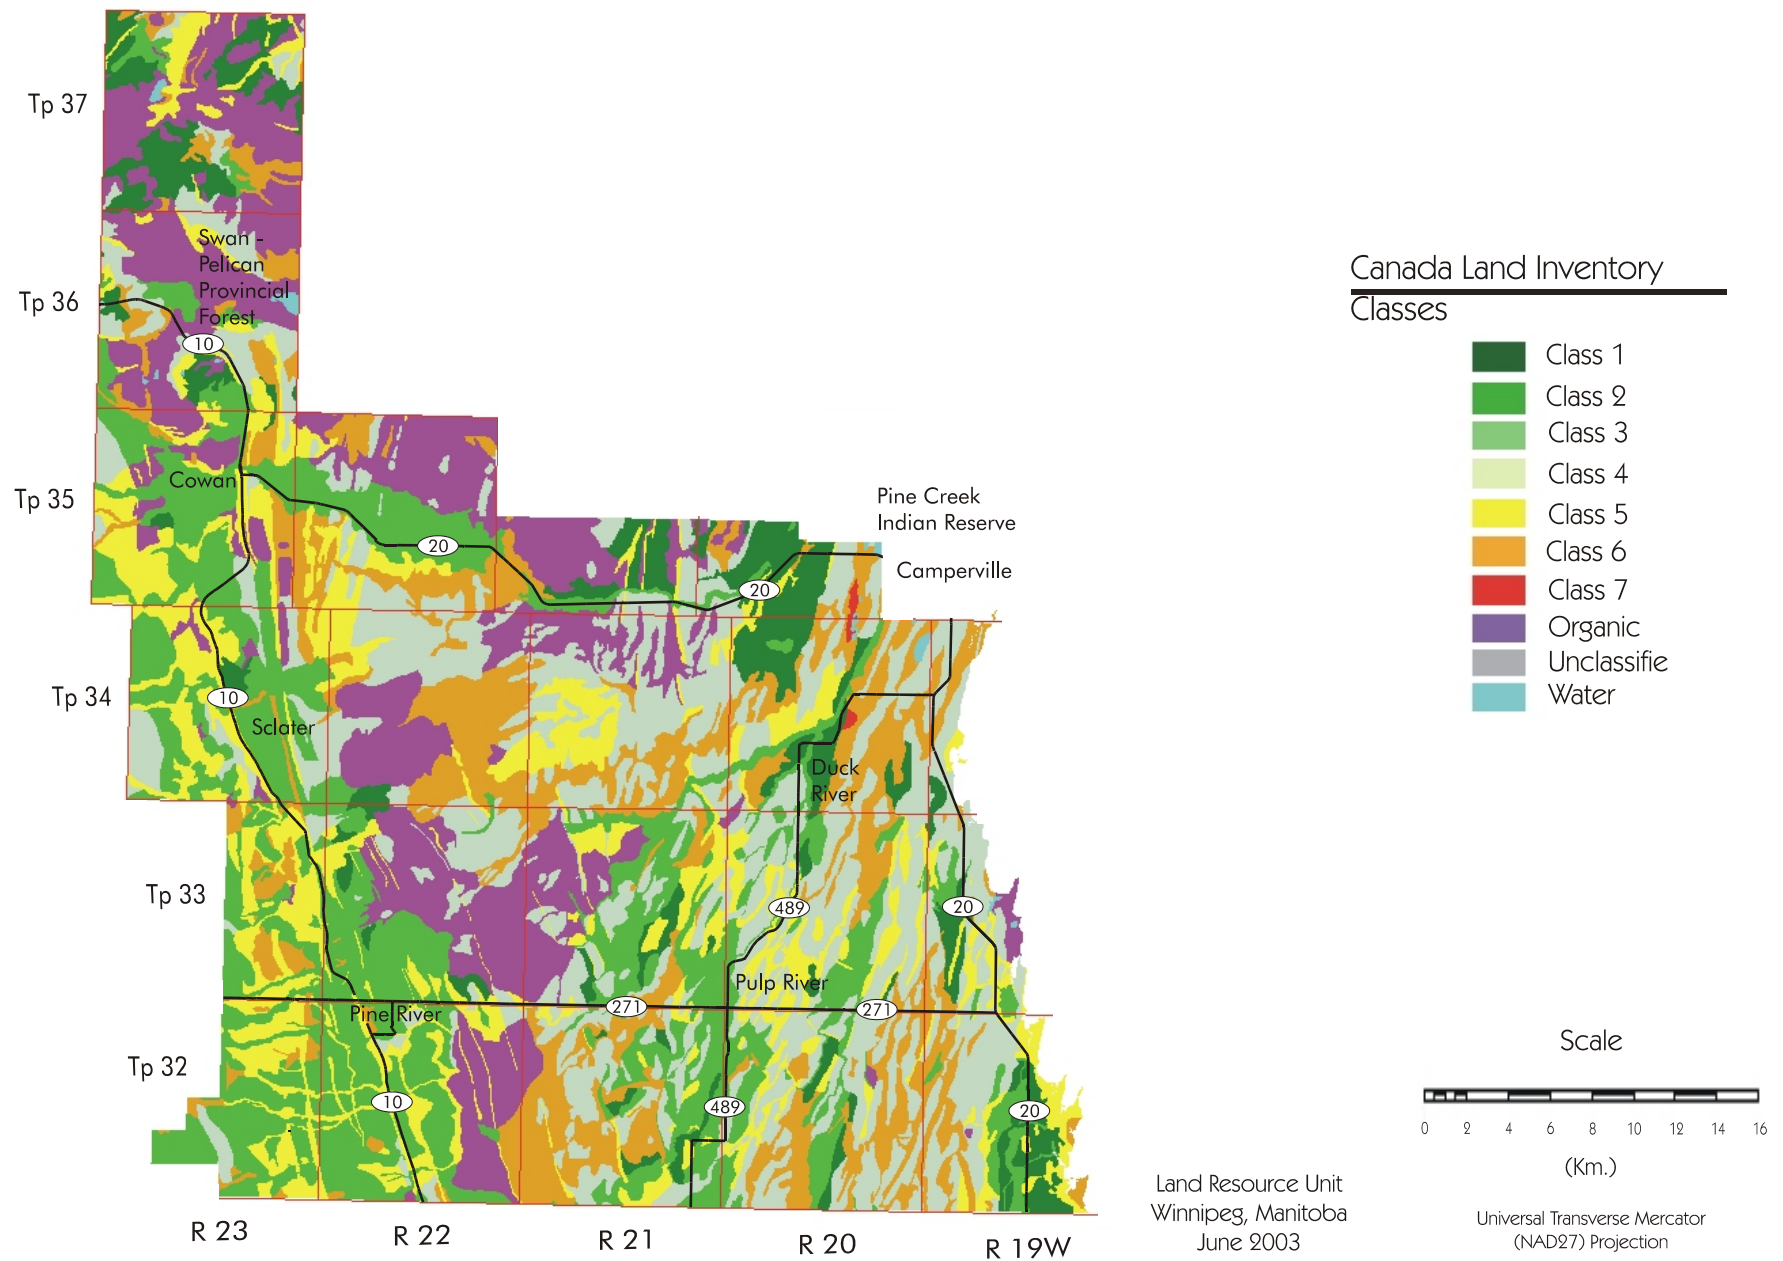 Tp 37
Swan -
Pelican
Provincial
Forest
Tp 36
10
Canada Land Inventory
Classes
Class 1
Class 2
Class 3
Class 4
Class 5
Class 6
Class 7
Organic
Unclassifie
Water
Cowan
Tp 35
20
Pine Creek
Indian Reserve
Camperville
20
Tp 34
10
Sclater
Duck
River
Tp 33
489
20
Pulp River
271
271
Pine River
Tp 32
10
489
20
Scale
0 2 4 6 8 10 12 14 16
(Km.)
Land Resource Unit
Winnipeg, Manitoba
June 2003
Universal Transverse Mercator
(NAD27) Projection
R 23
R 22
R 21
R 20
R 19W